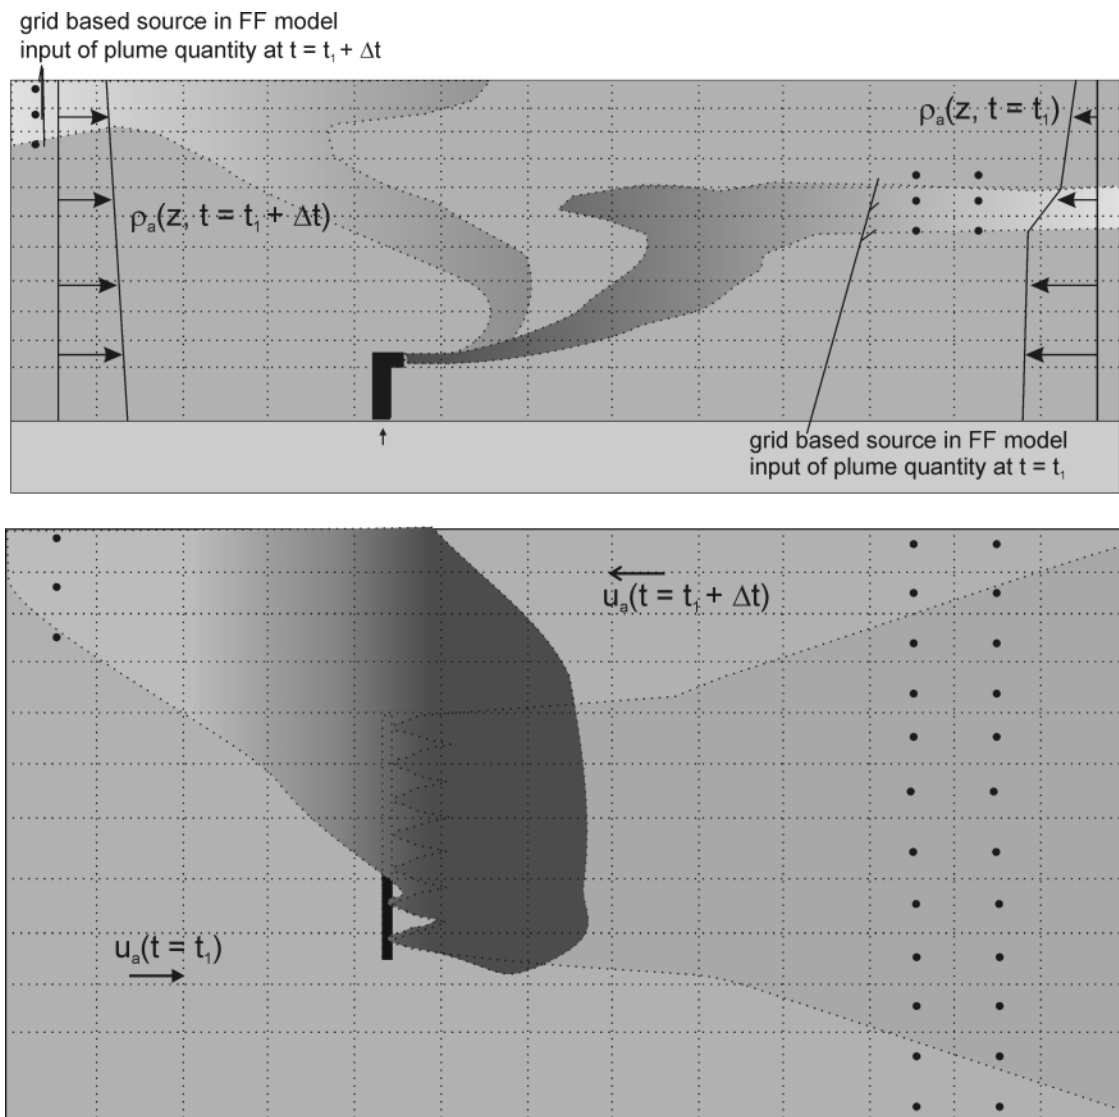 grid based source in FF model
input of plume quantity at t = t₁ + Δt
ρₐ(z, t = t₁)
ρₐ(z, t = t₁ + Δt)
grid based source in FF model
input of plume quantity at t = t₁
uₐ(t = t₁ + Δt)
uₐ(t = t₁)